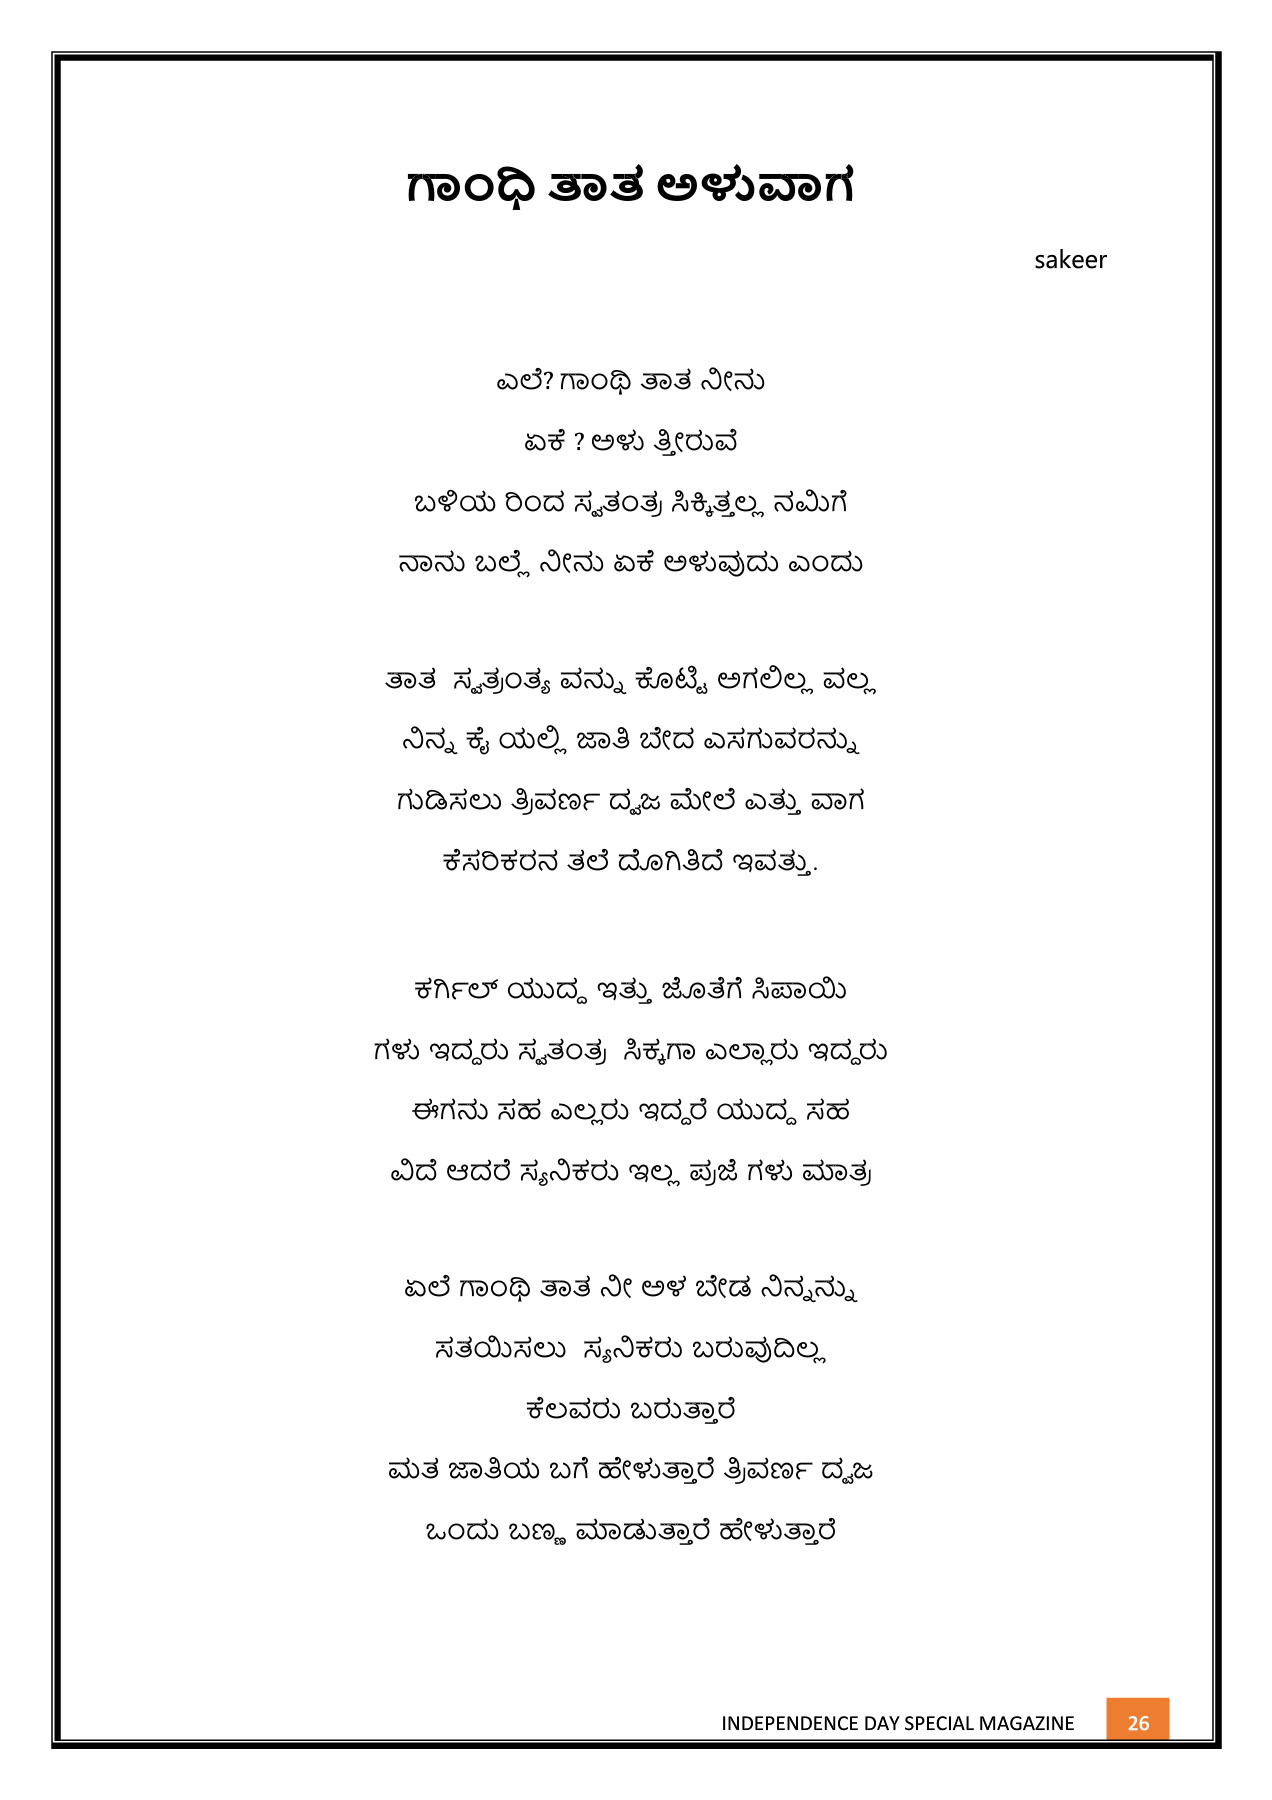 ಗಾಂಧಿ ತಾತ ಅಳುವಾಗ
sakeer
ಎಲೆ? ಗಾಂಥಿ ತಾತ ನೀನು
ಏಕೆ ? ಅಳು ತ್ತೀರುವೆ
ಬಳಿಯ ರಿಂದ ಸ್ವತಂತ್ರ ಸಿಕ್ಕಿತ್ತಲ್ಲ ನಮಿಗೆ
ನಾನು ಬಲ್ಲೆ ನೀನು ಏಕೆ ಅಳುವುದು ಎಂದು
ತಾತ ಸ್ವತ್ರಂತ್ಯ ವನ್ನು ಕೊಟ್ಟಿ ಅಗಲಿಲ್ಲ ವಲ್ಲ
ನಿನ್ನ ಕೈ ಯಲ್ಲಿ ಜಾತಿ ಬೇದ ಎಸಗುವರನ್ನು
ಗುಡಿಸಲು ತ್ರಿವರ್ಣ ದ್ವಜ ಮೇಲೆ ಎತ್ತು ವಾಗ
ಕೆಸರಿಕರನ ತಲೆ ದೊಗಿತಿದೆ ಇವತ್ತು.
ಕರ್ಗಿಲ್ ಯುದ್ದ ಇತ್ತು ಜೊತೆಗೆ ಸಿಪಾಯಿ
ಗಳು ಇದ್ದರು ಸ್ವತಂತ್ರ ಸಿಕ್ಕಗಾ ಎಲ್ಲಾರು ಇದ್ದರು
ಈಗನು ಸಹ ಎಲ್ಲರು ಇದ್ದರೆ ಯುದ್ದ ಸಹ
ವಿದೆ ಆದರೆ ಸ್ಯನಿಕರು ಇಲ್ಲ ಪ್ರಜೆ ಗಳು ಮಾತ್ರ
ಏಲೆ ಗಾಂಥಿ ತಾತ ನೀ ಅಳ ಬೇಡ ನಿನ್ನನ್ನು
ಸತಯಿಸಲು ಸ್ಯನಿಕರು ಬರುವುದಿಲ್ಲ
ಕೆಲವರು ಬರುತ್ತಾರೆ
ಮತ ಜಾತಿಯ ಬಗೆ ಹೇಳುತ್ತಾರೆ ತ್ರಿವರ್ಣ ದ್ವಜ
ಒಂದು ಬಣ್ಣ ಮಾಡುತ್ತಾರೆ ಹೇಳುತ್ತಾರೆ
INDEPENDENCE DAY SPECIAL MAGAZINE 26